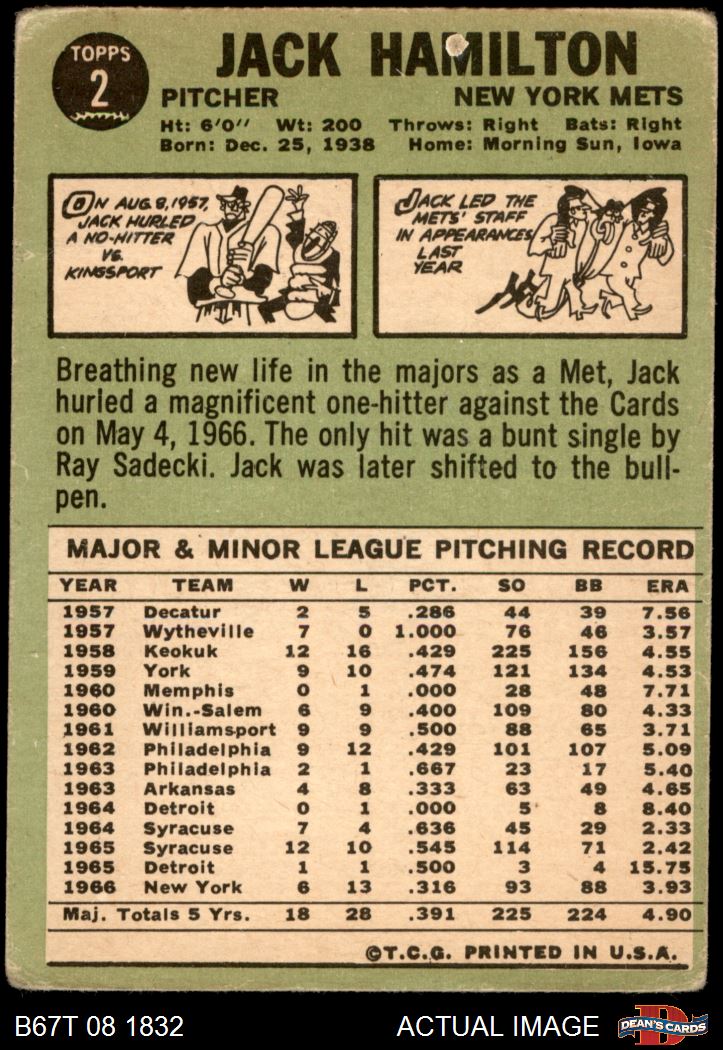 TOPPS
2
JACK HAMILTON
PITCHER NEW YORK METS
Ht: 6'0'' Wt: 200 Throws: Right Bats: Right
Born: Dec. 25, 1938 Home: Morning Sun, Iowa
ON AUG 8, 1957,
JACK HURLED
A NO-HITTER
VS.
KINGSPORT
JACK LED THE
METS' STAFF
IN APPEARANCES
LAST
YEAR
Breathing new life in the majors as a Met, Jack
hurled a magnificent one-hitter against the Cards
on May 4, 1966. The only hit was a bunt single by
Ray Sadecki. Jack was later shifted to the bull-
pen.
MAJOR & MINOR LEAGUE PITCHING RECORD
YEAR TEAM W L PCT. SO BB ERA
1957 Decatur 2 5 .286 44 39 7.56
1957 Wytheville 7 0 1.000 76 46 3.57
1958 Keokuk 12 16 .429 225 156 4.55
1959 York 9 10 .474 121 134 4.53
1960 Memphis 0 1 .000 28 48 7.71
1960 Win.-Salem 6 9 .400 109 80 4.33
1961 Williamsport 9 9 .500 88 65 3.71
1962 Philadelphia 9 12 .429 101 107 5.09
1963 Philadelphia 2 1 .667 23 17 5.40
1963 Arkansas 4 8 .333 63 49 4.65
1964 Detroit 0 1 .000 5 8 8.40
1964 Syracuse 7 4 .636 45 29 2.33
1965 Syracuse 12 10 .545 114 71 2.42
1965 Detroit 1 1 .500 3 4 15.75
1966 New York 6 13 .316 93 88 3.93
Maj. Totals 5 Yrs. 18 28 .391 225 224 4.90
©T.C.G. PRINTED IN U.S.A.
B67T 08 1832 ACTUAL IMAGE
D
DEAN'S CARDS